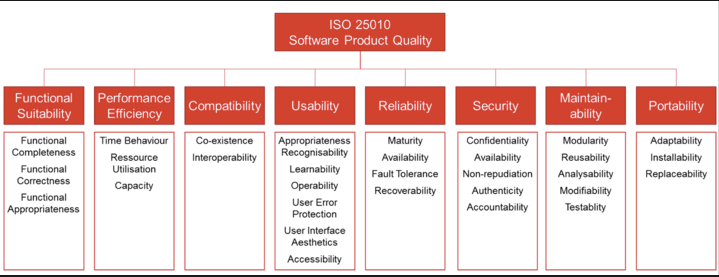 ISO 25010
Software Product Quality
Functional
Suitability
Functional
Completeness
Functional
Correctness
Functional
Appropriateness
Performance
Efficiency
Time Behaviour
Ressource
Utilisation
Capacity
Compatibility
Co-existence
Interoperability
Usability
Appropriateness
Recognisability
Learnability
Operability
User Error
Protection
User Interface
Aesthetics
Accessibility
Reliability
Maturity
Availability
Fault Tolerance
Recoverability
Security
Confidentiality
Availability
Non-repudiation
Authenticity
Accountability
Maintain-
ability
Modularity
Reusability
Analysability
Modifiability
Testablity
Portability
Adaptability
Installability
Replaceability